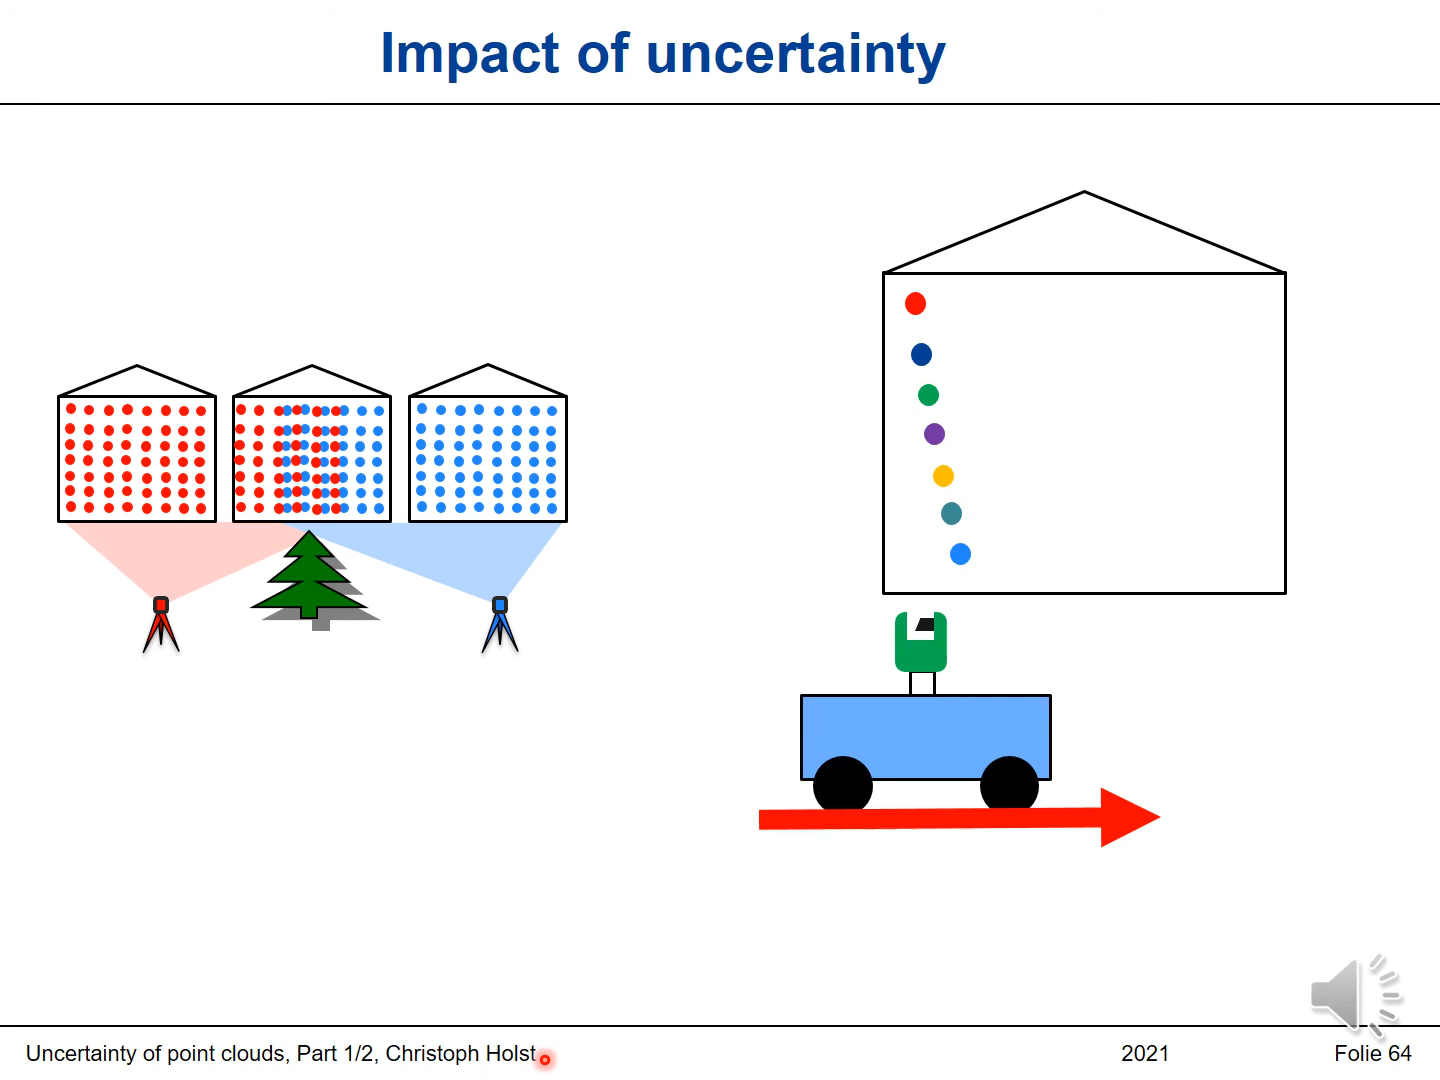 Impact of uncertainty
Uncertainty of point clouds, Part 1/2, Christoph Holst
2021
Folie 64